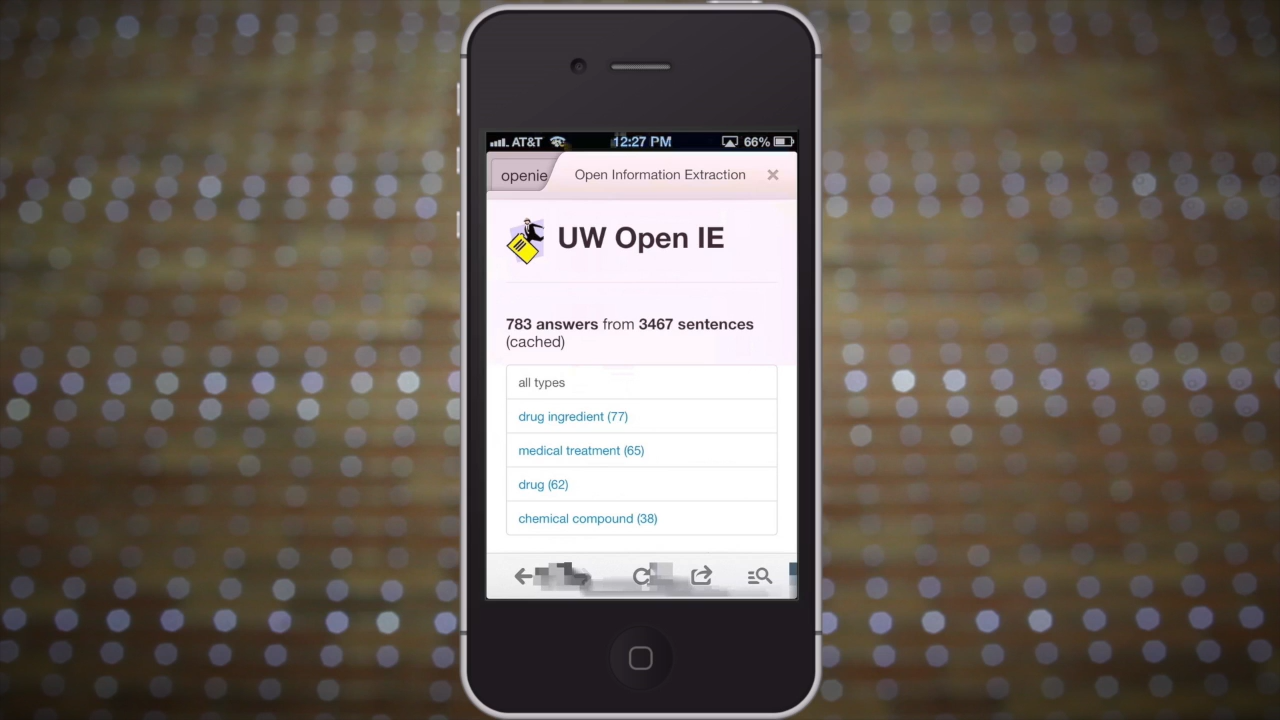 AT&T 12:27 PM 66%
openie Open Information Extraction
UW Open IE
783 answers from 3467 sentences
(cached)
all types
drug ingredient (77)
medical treatment (65)
drug (62)
chemical compound (38)